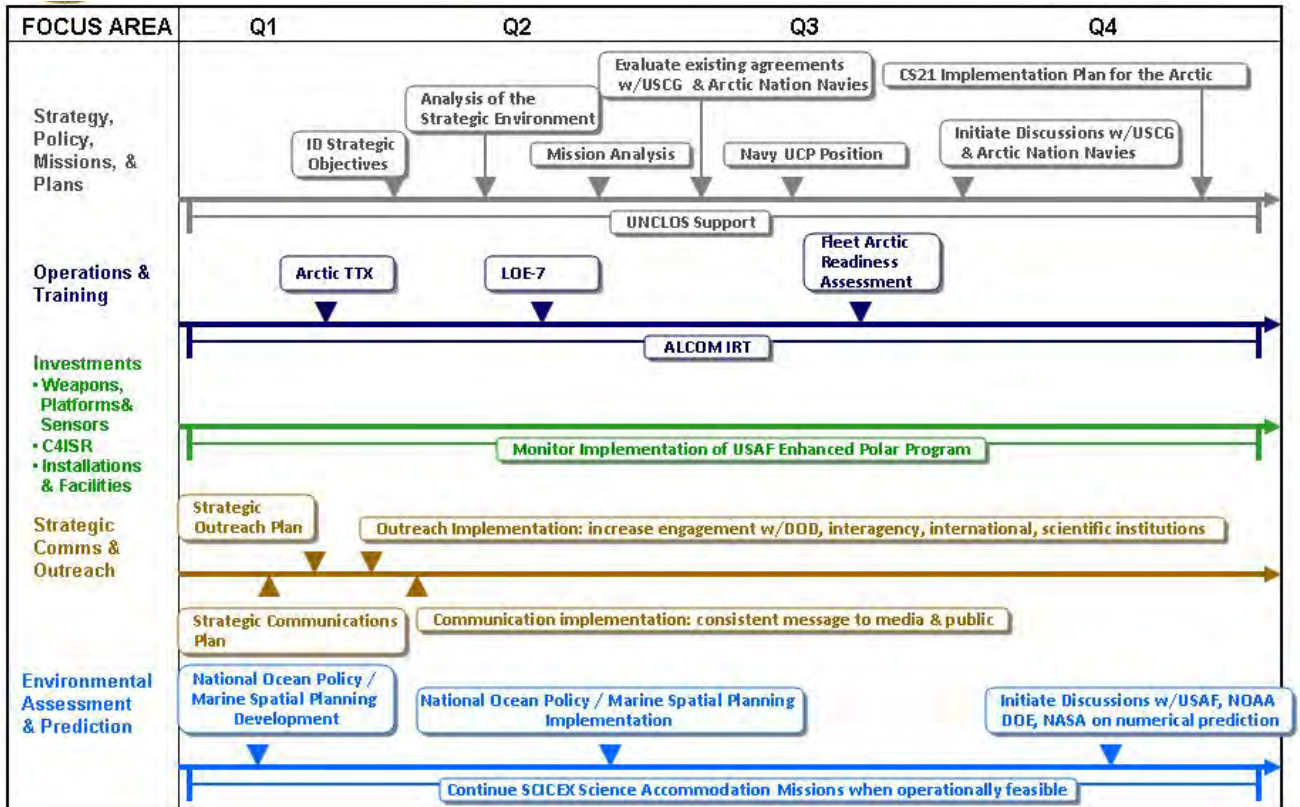 FOCUS AREA Q1 Q2 Q3 Q4
Strategy,
Policy,
Missions, &
Plans
ID Strategic
Objectives
Analysis of the
Strategic Environment
Mission Analysis
Evaluate existing agreements
w/USCG & Arctic Nation Navies
Navy UCP Position
CS21 Implementation Plan for the Arctic
Initiate Discussions w/USCG
& Arctic Nation Navies
UNCLOS Support
Operations &
Training
Arctic TTX
LOE-7
Fleet Arctic
Readiness
Assessment
ALCOM IRT
Investments
• Weapons,
Platforms&
Sensors
• C4ISR
• Installations
& Facilities
Monitor Implementation of USAF Enhanced Polar Program
Strategic
Comms &
Outreach
Strategic
Outreach Plan
Outreach Implementation: increase engagement w/DOD, interagency, international, scientific institutions
Strategic Communications
Plan
Communication implementation: consistent message to media & public
Environmental
Assessment
& Prediction
National Ocean Policy /
Marine Spatial Planning
Development
National Ocean Policy / Marine Spatial Planning
Implementation
Initiate Discussions w/USAF, NOAA
DOE, NASA on numerical prediction
Continue SCICEX Science Accommodation Missions when operationally feasible